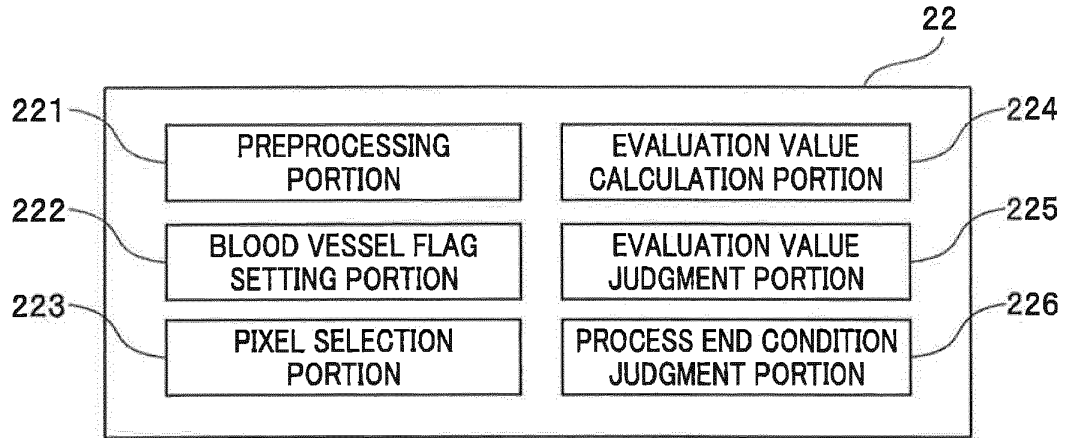 22
221
PREPROCESSING
PORTION
222
BLOOD VESSEL FLAG
SETTING PORTION
223
PIXEL SELECTION
PORTION
224
EVALUATION VALUE
CALCULATION PORTION
225
EVALUATION VALUE
JUDGMENT PORTION
226
PROCESS END CONDITION
JUDGMENT PORTION